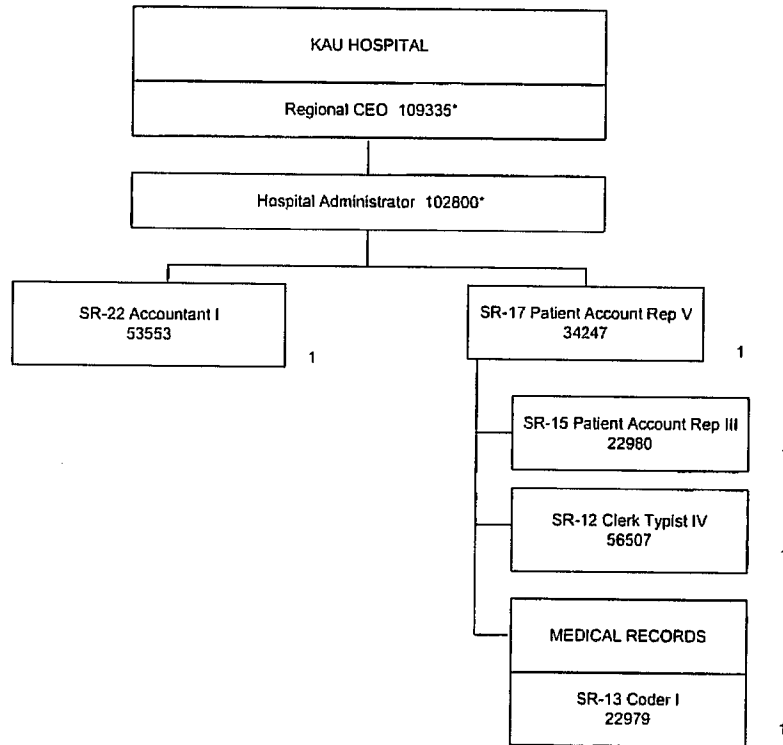 KAU HOSPITAL
Regional CEO 109335*
Hospital Administrator 102800*
SR-22 Accountant I
53553
1
SR-17 Patient Account Rep V
34247
1
SR-15 Patient Account Rep III
22980
SR-12 Clerk Typist IV
56507
MEDICAL RECORDS
SR-13 Coder I
22979
1